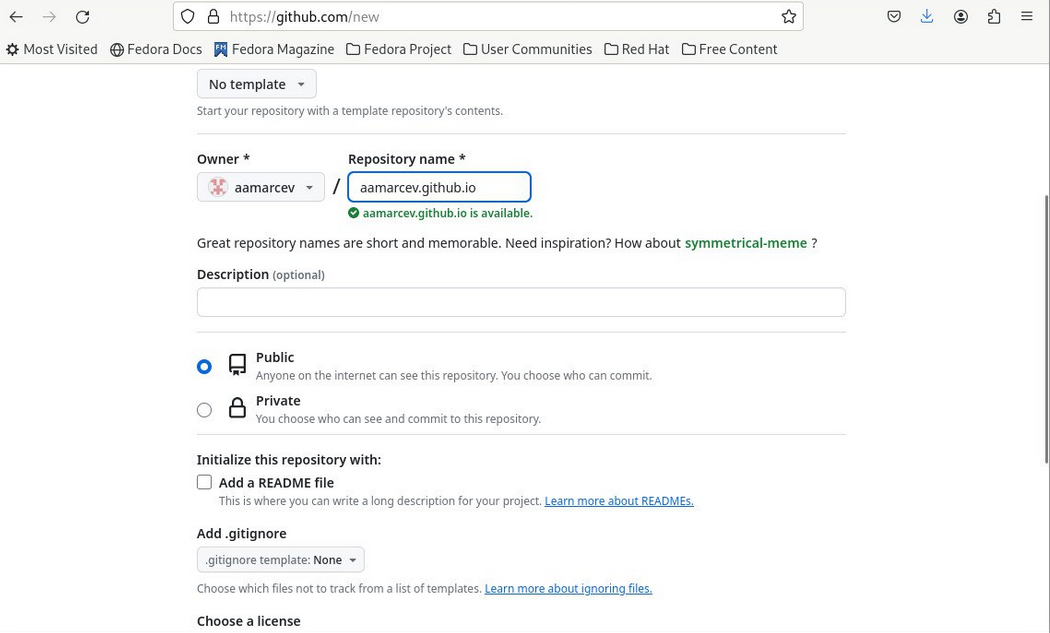 https://github.com/new
Most Visited Fedora Docs Fedora Magazine Fedora Project User Communities Red Hat Free Content
No template
Start your repository with a template repository's contents.
Owner * Repository name *
aamarcev / aamarcev.github.io
aamarcev.github.io is available.
Great repository names are short and memorable. Need inspiration? How about symmetrical-meme ?
Description (optional)
Public
Anyone on the internet can see this repository. You choose who can commit.
Private
You choose who can see and commit to this repository.
Initialize this repository with:
Add a README file
This is where you can write a long description for your project. Learn more about READMEs.
Add .gitignore
.gitignore template: None
Choose which files not to track from a list of templates. Learn more about ignoring files.
Choose a license